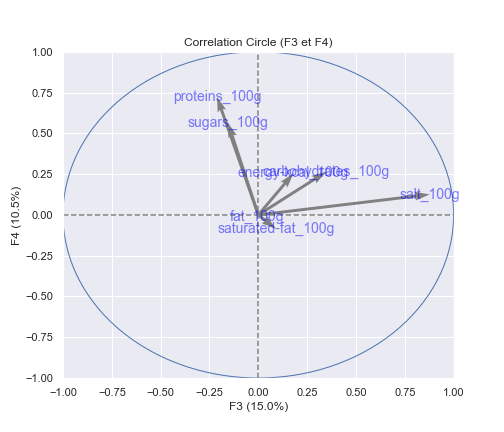 Correlation Circle (F3 et F4)
1.00
0.75
0.50
0.25
0.00
−0.25
−0.50
−0.75
−1.00
F4 (10.5%)
proteins_100g
sugars_100g
energy-kcal_100g
carbohydrates_100g
salt_100g
fat_100g
saturated-fat_100g
−1.00 −0.75 −0.50 −0.25 0.00 0.25 0.50 0.75 1.00
F3 (15.0%)